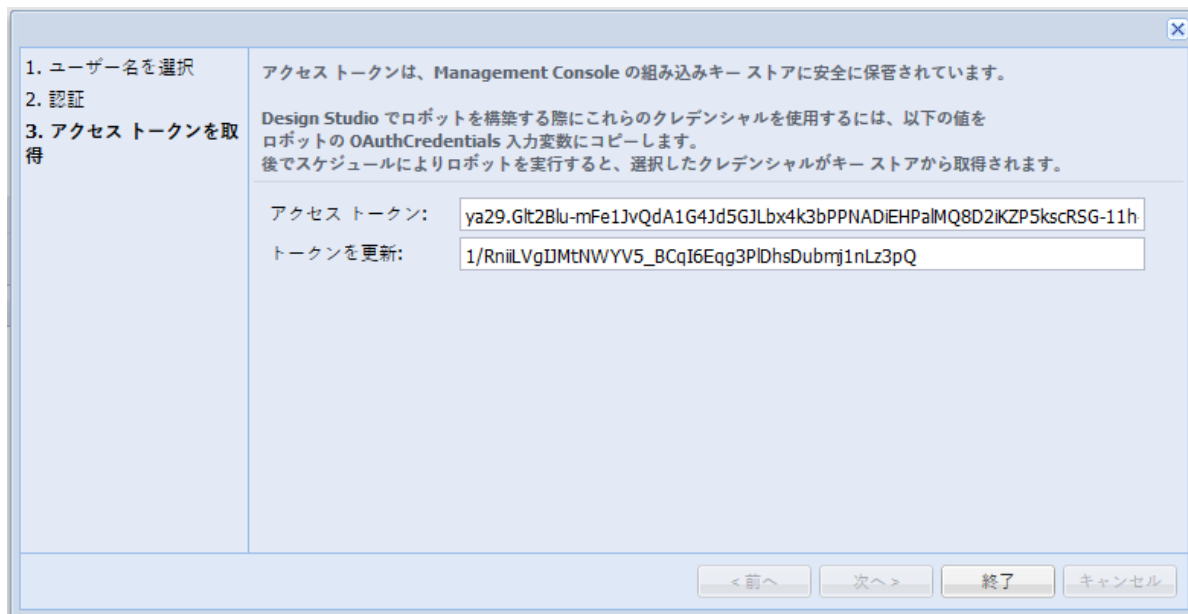 1. ユーザー名を選択
2. 認証
3. アクセス トークンを取
得
アクセス トークンは、Management Console の組み込みキー ストアに安全に保管されています。
Design Studio でロボットを構築する際にこれらのクレデンシャルを使用するには、以下の値を
ロボットの OAuthCredentials 入力変数にコピーします。
後でスケジュールによりロボットを実行すると、選択したクレデンシャルがキー ストアから取得されます。
アクセス トークン: ya29.Glt2Blu-mFe1JvQdA1G4Jd5GJLbx4k3bPPNADiEHPalMQ8D2iKZP5kscRSG-11h-
トークンを更新: 1/RniiLVgIJMtNWYV5_BCqI6Eqg3PlDhsDubmj1nLz3pQ
< 前へ
次へ >
終了
キャンセル